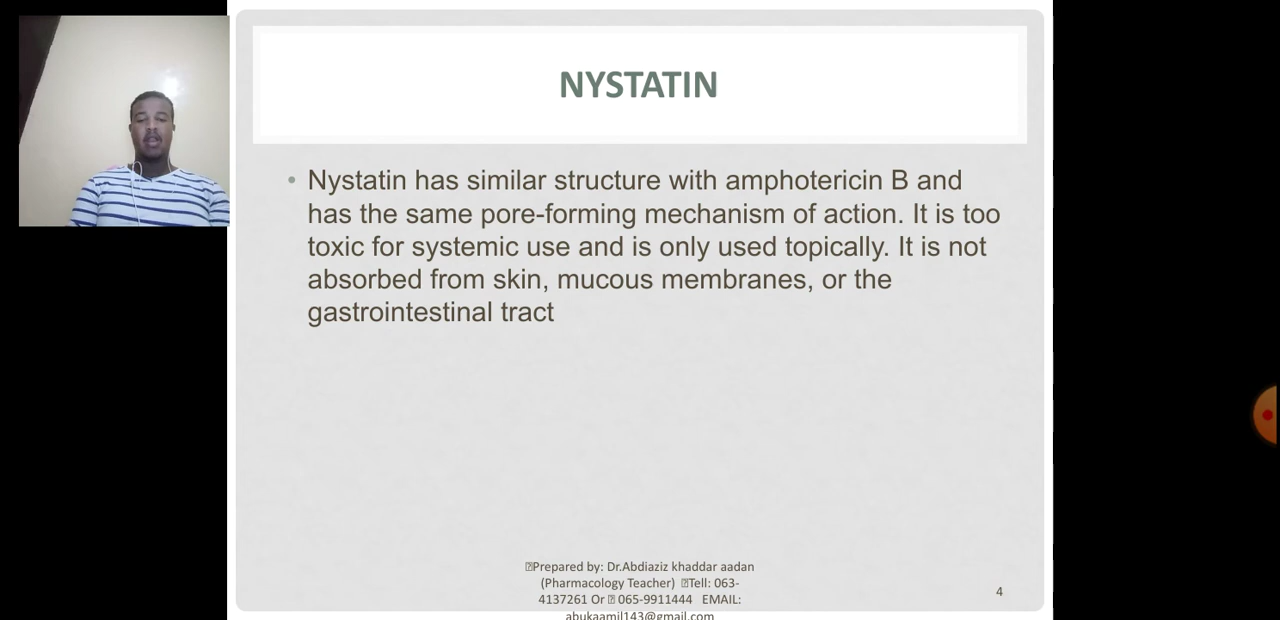 NYSTATIN
• Nystatin has similar structure with amphotericin B and
has the same pore-forming mechanism of action. It is too
toxic for systemic use and is only used topically. It is not
absorbed from skin, mucous membranes, or the
gastrointestinal tract
Prepared by: Dr.Abdiaziz khaddar aadan
(Pharmacology Teacher) Tell: 063-
4137261 Or 065-9911444 EMAIL:
abukaamil143@gmail.com
4